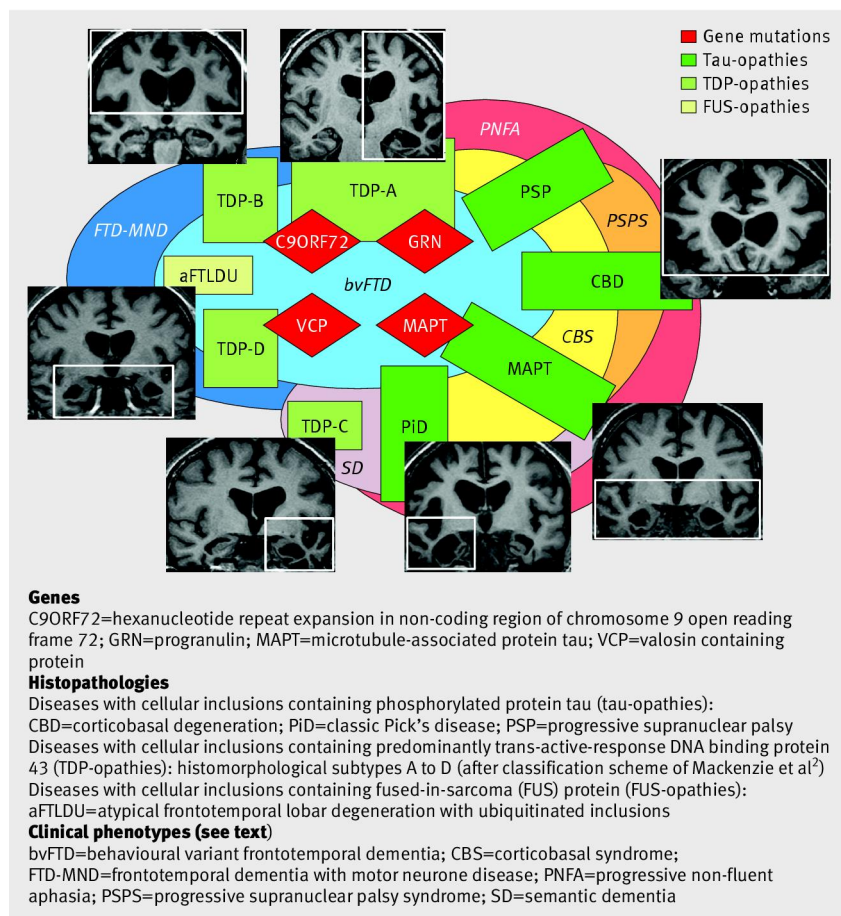 Gene mutations
Tau-opathies
TDP-opathies
FUS-opathies
PNFA
TDP-B
TDP-A
PSP
PSPS
FTD-MND
C9ORF72
GRN
aFTLDU
bvFTD
CBD
VCP
MAPT
CBS
TDP-D
MAPT
TDP-C
PiD
SD
Genes
C9ORF72=hexanucleotide repeat expansion in non-coding region of chromosome 9 open reading
frame 72; GRN=progranulin; MAPT=microtubule-associated protein tau; VCP=valosin containing
protein
Histopathologies
Diseases with cellular inclusions containing phosphorylated protein tau (tau-opathies):
CBD=corticobasal degeneration; PiD=classic Pick's disease; PSP=progressive supranuclear palsy
Diseases with cellular inclusions containing predominantly trans-active-response DNA binding protein
43 (TDP-opathies): histomorphological subtypes A to D (after classification scheme of Mackenzie et al²)
Diseases with cellular inclusions containing fused-in-sarcoma (FUS) protein (FUS-opathies):
aFTLDU=atypical frontotemporal lobar degeneration with ubiquitinated inclusions
Clinical phenotypes (see text)
bvFTD=behavioural variant frontotemporal dementia; CBS=corticobasal syndrome;
FTD-MND=frontotemporal dementia with motor neurone disease; PNFA=progressive non-fluent
aphasia; PSPS=progressive supranuclear palsy syndrome; SD=semantic dementia